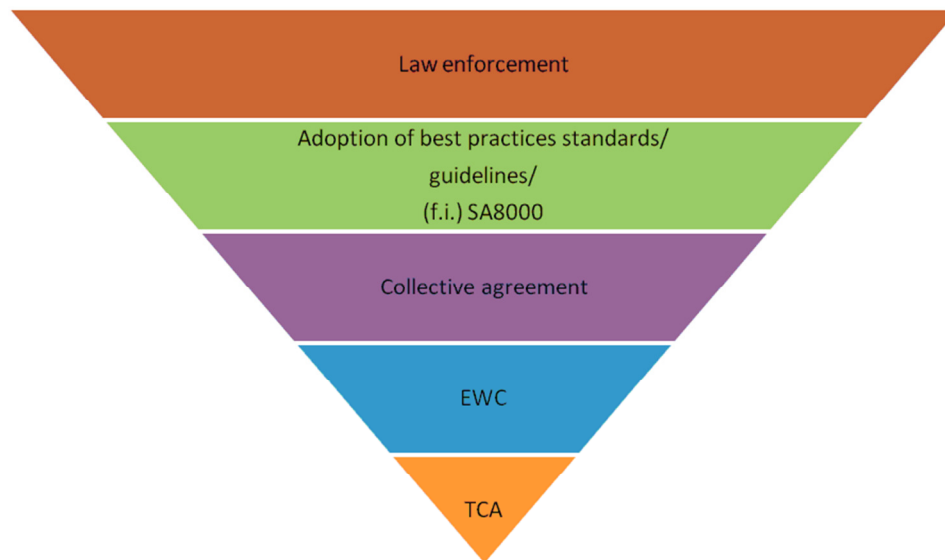 Law enforcement
Adoption of best practices standards/
guidelines/
(f.i.) SA8000
Collective agreement
EWC
TCA